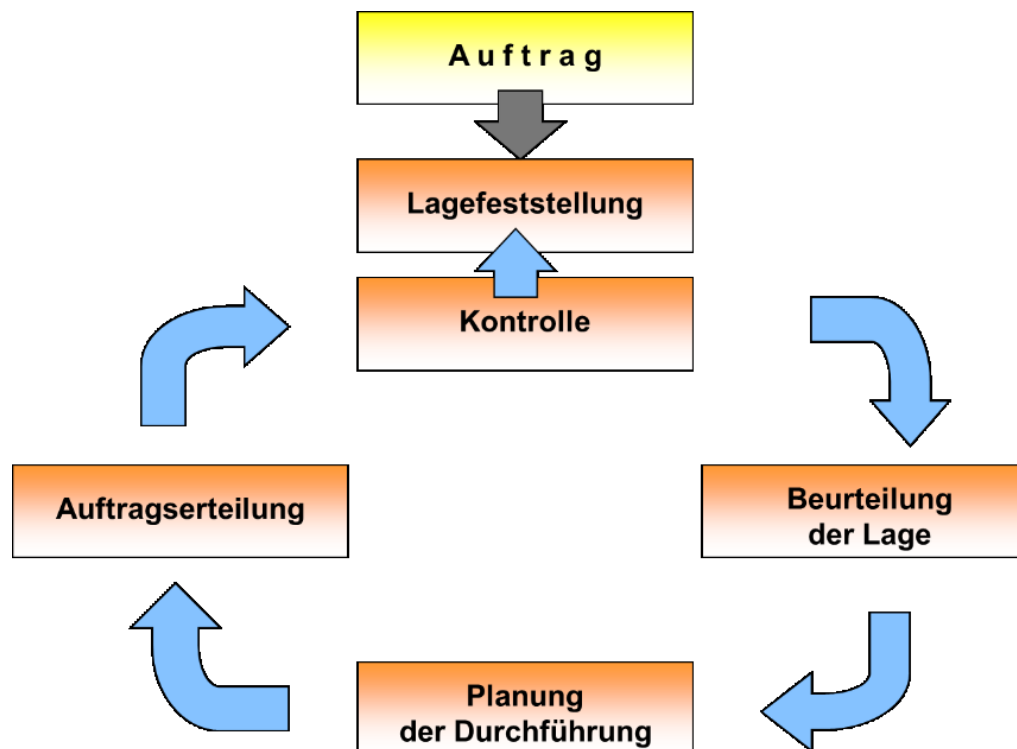 A u f t r a g
Lagefeststellung
Kontrolle
Auftragserteilung
Beurteilung
der Lage
Planung
der Durchführung